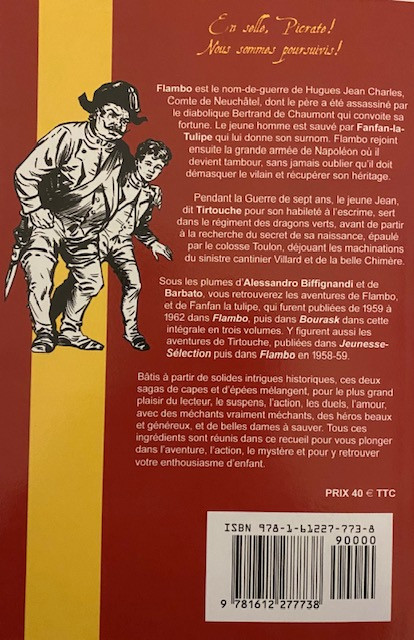 En selle, Picrate!
Nous sommes poursuivis!
Flambo est le nom-de-guerre de Hugues Jean Charles,
Comte de Neuchâtel, dont le père a été assassiné par
le diabolique Bertrand de Chaumont qui convoite sa
fortune. Le jeune homme est sauvé par Fanfan-la-
Tulipe qui lui donne son surnom. Flambo rejoint
ensuite la grande armée de Napoléon où il
devient tambour, sans jamais oublier qu'il doit
démasquer le vilain et récupérer son héritage.
Pendant la Guerre de sept ans, le jeune Jean,
dit Tirtouche pour son habileté à l'escrime, sert
dans le régiment des dragons verts, avant de partir
à la recherche du secret de sa naissance, épaulé
par le colosse Toulon, déjouant les machinations
du sinistre cantinier Villard et de la belle Chimère.
Sous les plumes d'Alessandro Biffignandi et de
Barbato, vous retrouverez les aventures de Flambo,
et de Fanfan la tulipe, qui furent publiées de 1959 à
1962 dans Flambo, puis dans Bourask dans cette
intégrale en trois volumes. Y figurent aussi les
aventures de Tirtouche, publiées dans Jeunesse-
Sélection puis dans Flambo en 1958-59.
Bâtis à partir de solides intrigues historiques, ces deux
sagas de capes et d'épées mélangent, pour le plus grand
plaisir du lecteur, le suspens, l'action, les duels, l'amour,
avec des méchants vraiment méchants, des héros beaux
et généreux, et de belles dames à sauver. Tous ces
ingrédients sont réunis dans ce recueil pour vous plonger
dans l'aventure, l'action, le mystère et pour y retrouver
votre enthousiasme d'enfant.
PRIX 40 € TTC
ISBN 978-1-61227-773-8
90000
9 781612 277738